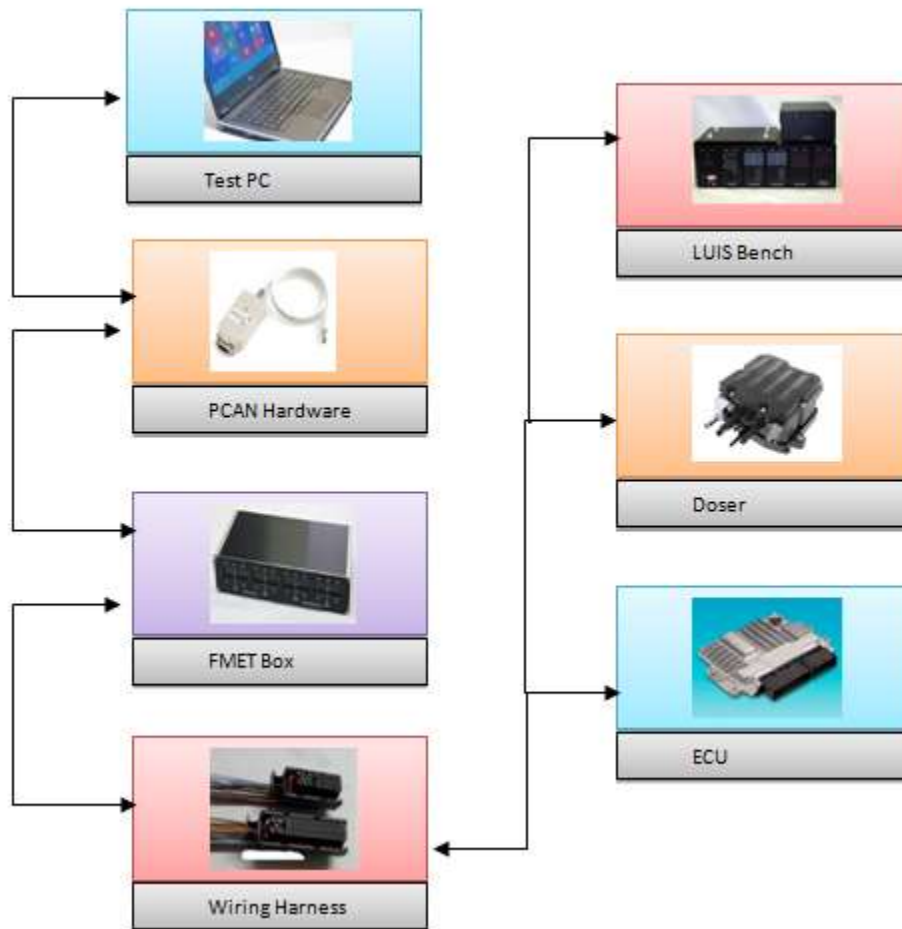 Test PC
PCAN Hardware
FMET Box
Wiring Harness
LUIS Bench
Doser
ECU